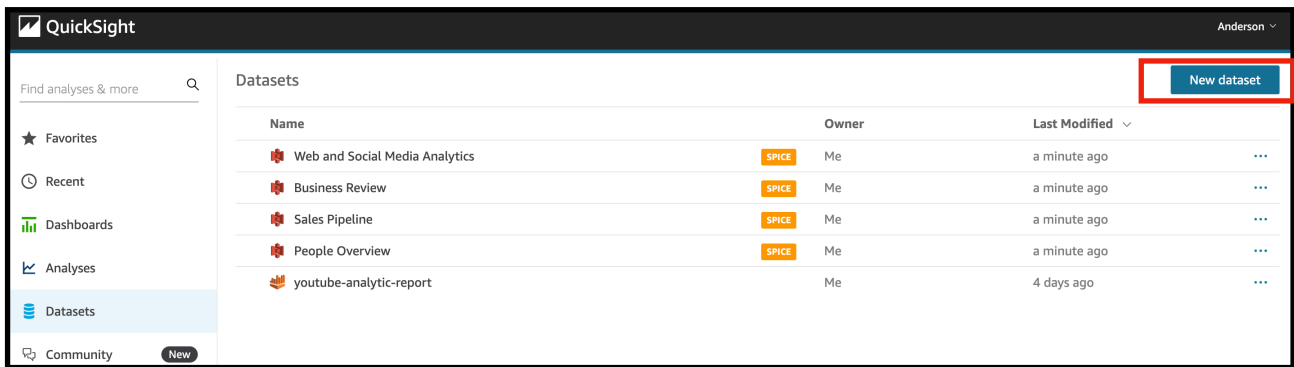 QuickSight
Anderson
Find analyses & more
Favorites
Recent
Dashboards
Analyses
Datasets
Community New
Datasets
New dataset
Name Owner Last Modified
Web and Social Media Analytics SPICE Me a minute ago ...
Business Review SPICE Me a minute ago ...
Sales Pipeline SPICE Me a minute ago ...
People Overview SPICE Me a minute ago ...
youtube-analytic-report Me 4 days ago ...